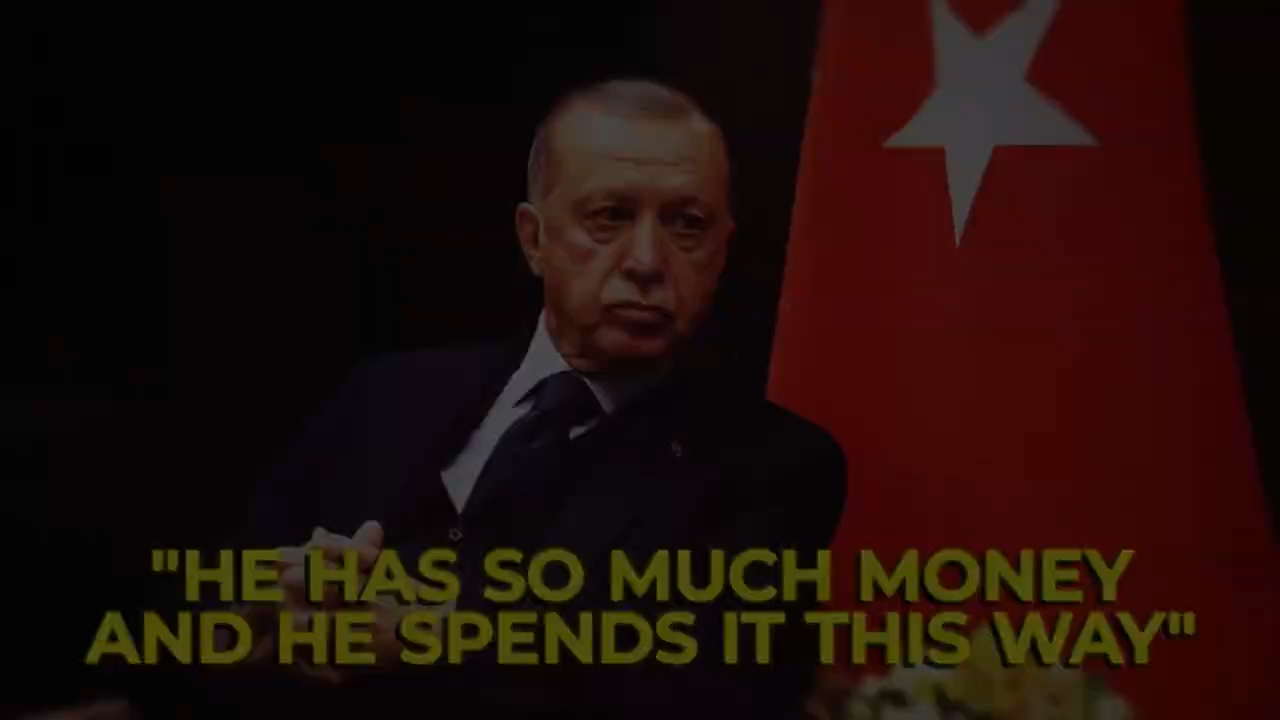 "HE HAS SO MUCH MONEY
AND HE SPENDS IT THIS WAY"